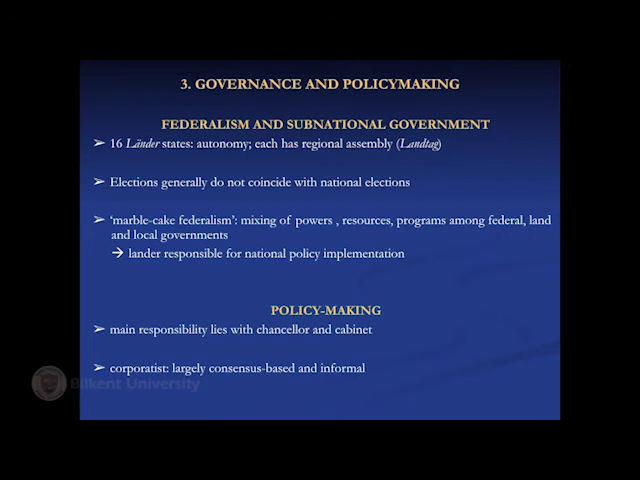 3. GOVERNANCE AND POLICYMAKING
FEDERALISM AND SUBNATIONAL GOVERNMENT
➢ 16 Länder states: autonomy; each has regional assembly (Landtag)
➢ Elections generally do not coincide with national elections
➢ ‘marble-cake federalism’: mixing of powers , resources, programs among federal, land
and local governments
→ lander responsible for national policy implementation
POLICY-MAKING
➢ main responsibility lies with chancellor and cabinet
➢ corporatist: largely consensus-based and informal
Bilkent University